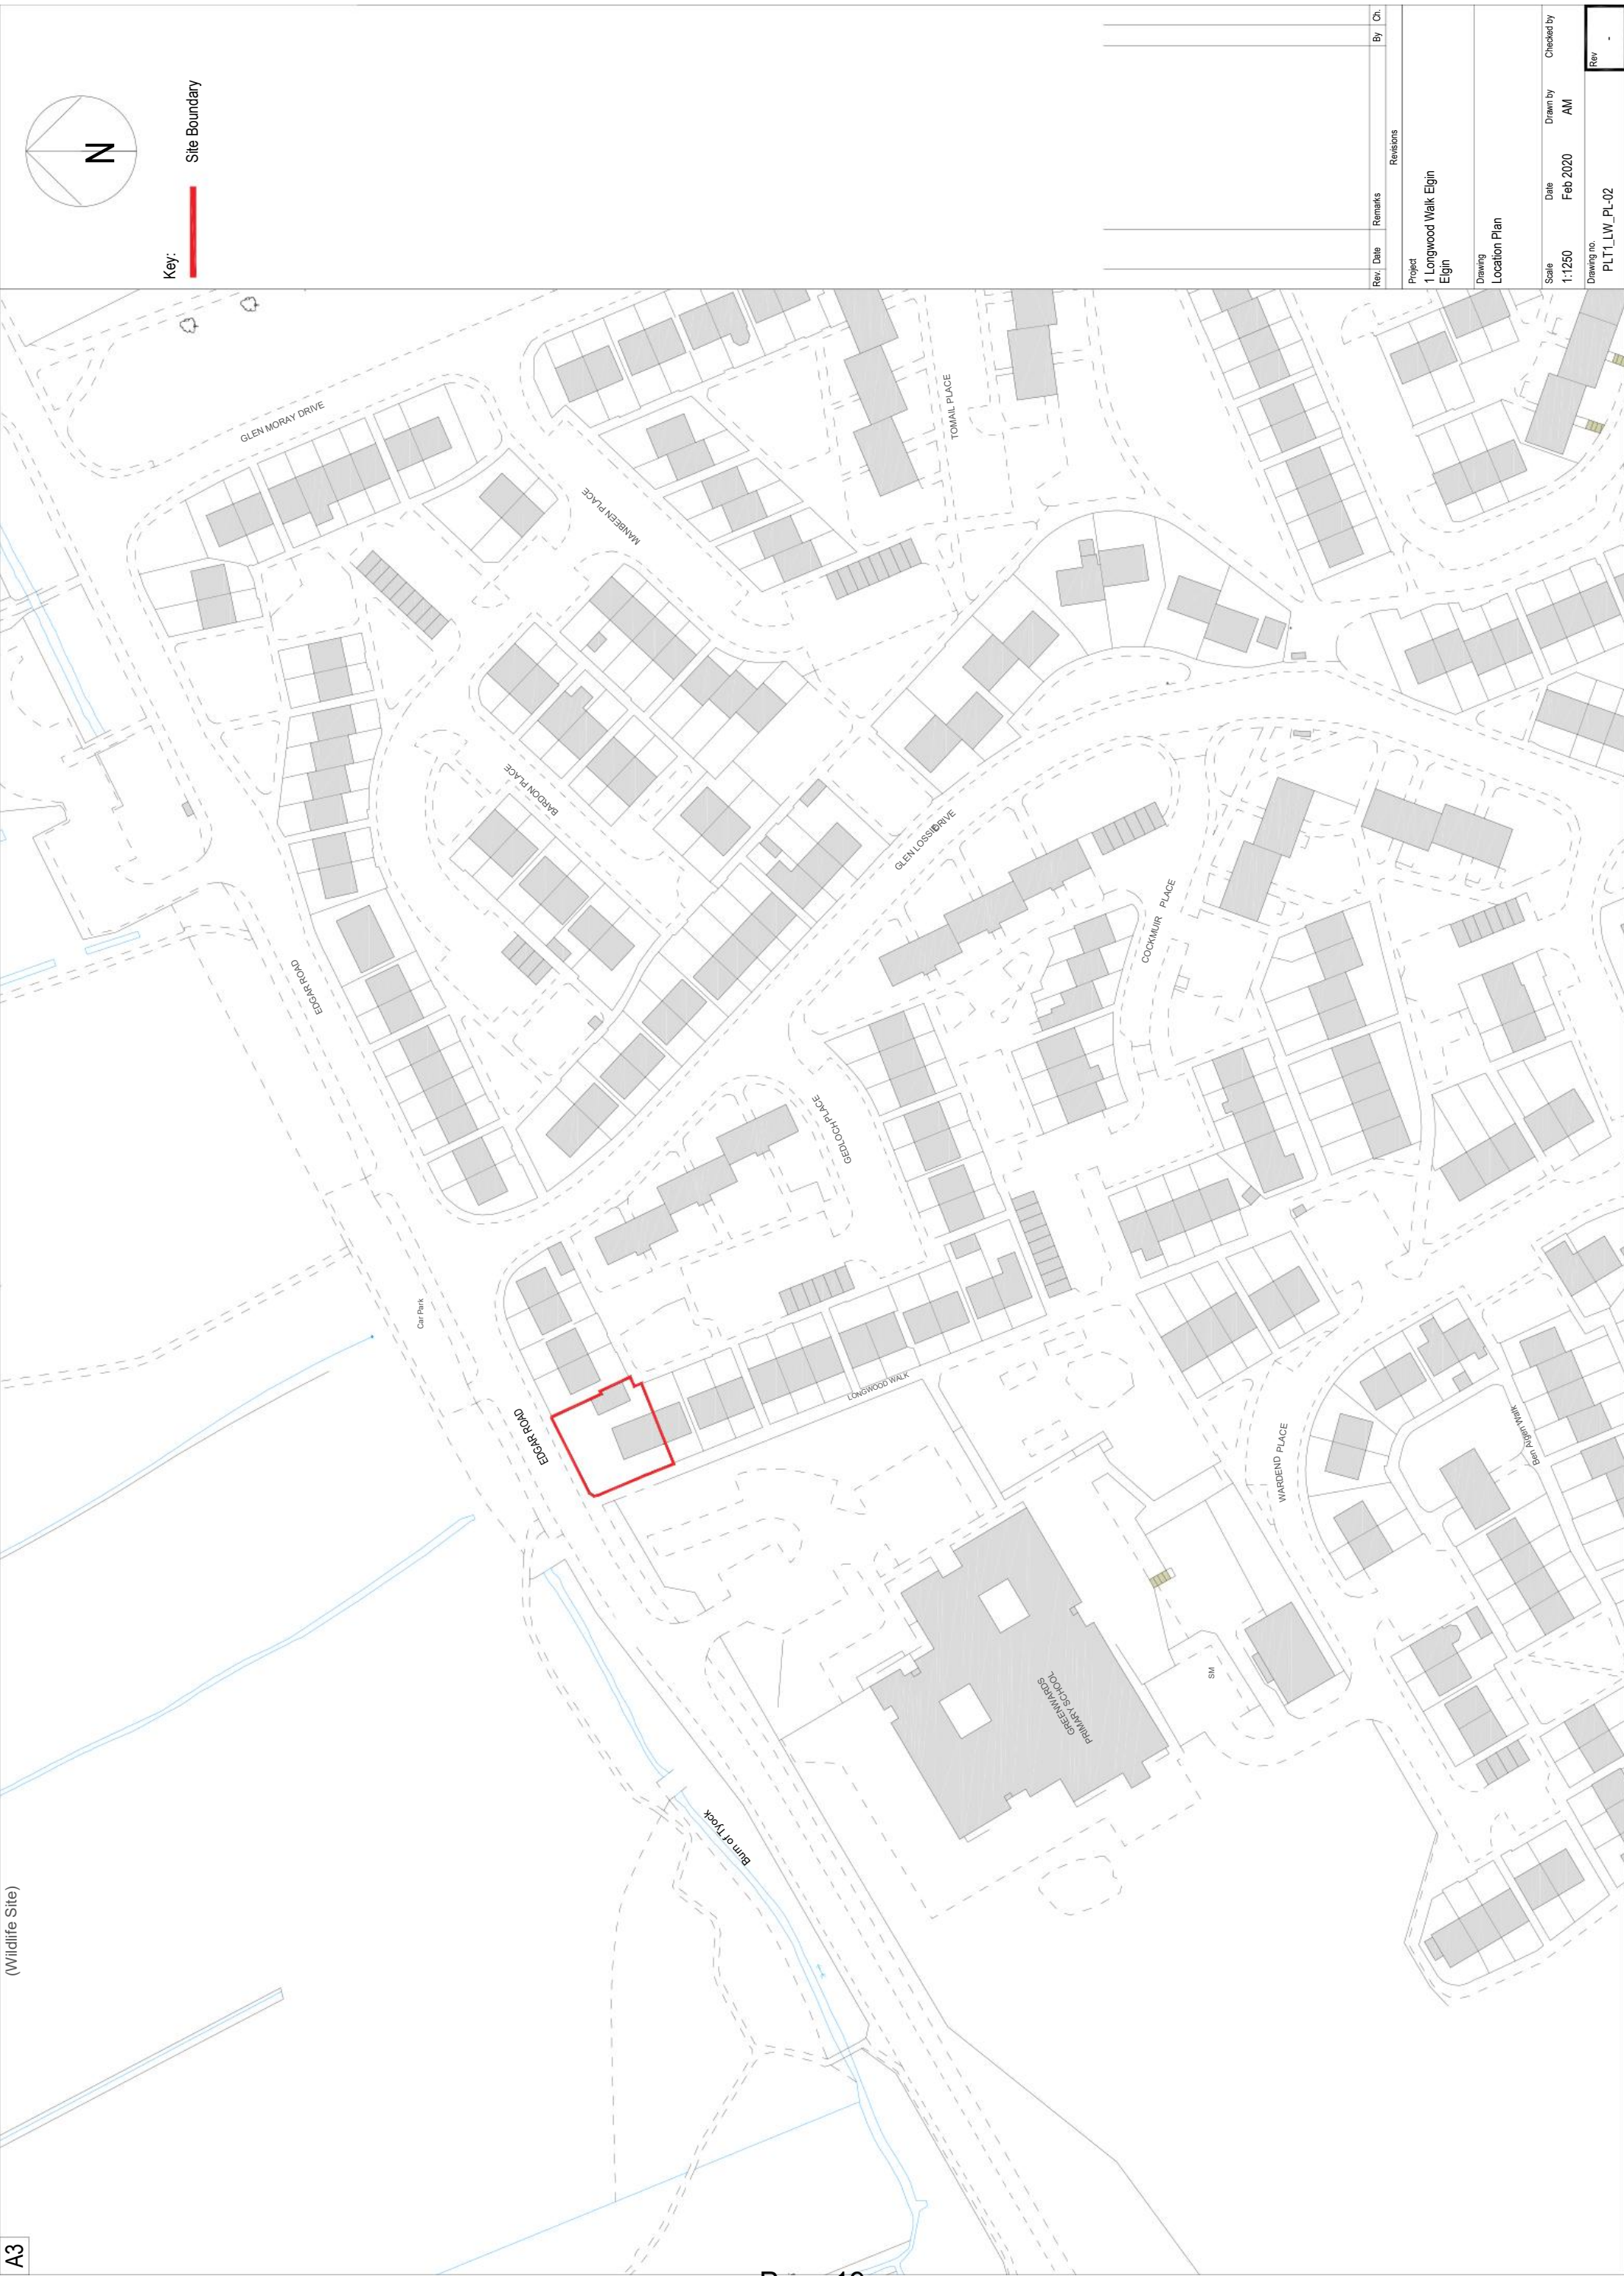 A3
(Wildlife Site)
N
Key:
Site Boundary
GLEN MORAY DRIVE
MANBEEN PLACE
TOMAIL PLACE
BARDON PLACE
EDGAR ROAD
GLEN LOSSIE DRIVE
COCKMUIR PLACE
GEDLOCH PLACE
Car Park
EDGAR ROAD
LONGWOOD WALK
WARDEND PLACE
Ben Aigen Walk
GREENWARDS
PRIMARY SCHOOL
SM
Burn of Tyock
Rev. Date Remarks By Ch.
Revisions
Project
1 Longwood Walk Elgin
Elgin
Drawing
Location Plan
Scale Date Drawn by Checked by
1:1250 Feb 2020 AM
Drawing no. Rev
PLT1_LW_PL-02 -